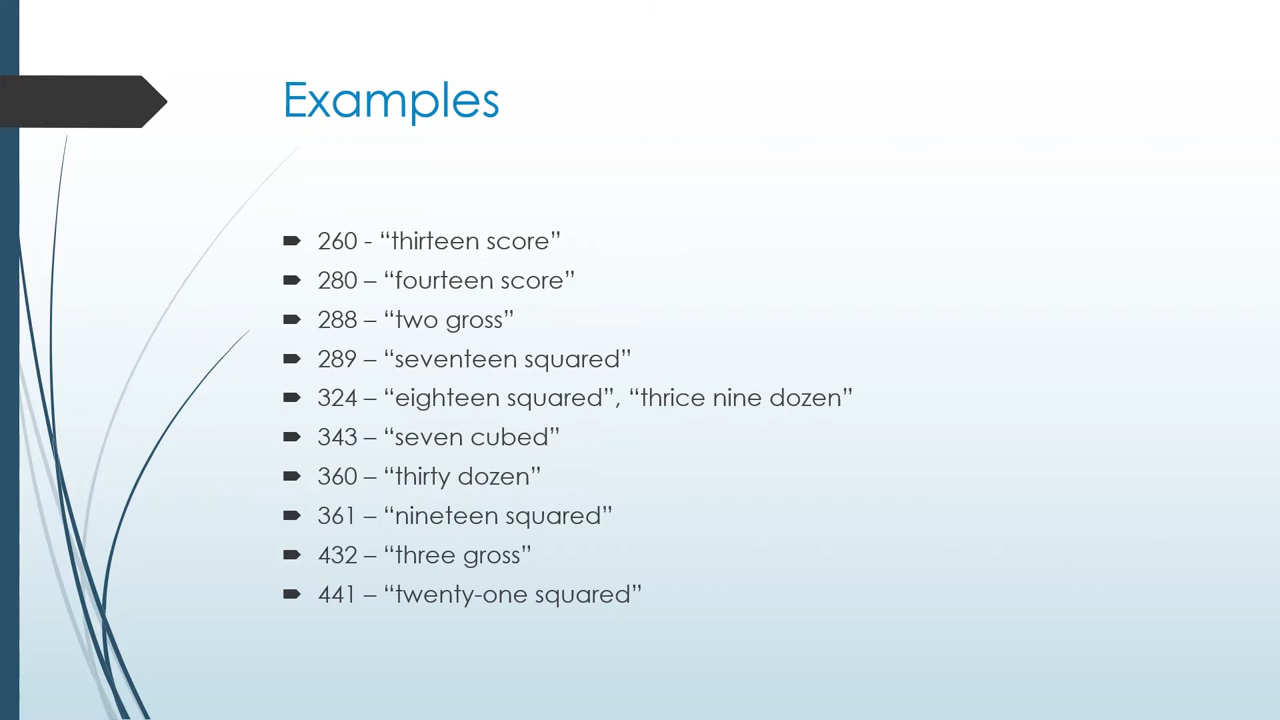 Examples
260 - “thirteen score”
280 – “fourteen score”
288 – “two gross”
289 – “seventeen squared”
324 – “eighteen squared”, “thrice nine dozen”
343 – “seven cubed”
360 – “thirty dozen”
361 – “nineteen squared”
432 – “three gross”
441 – “twenty-one squared”